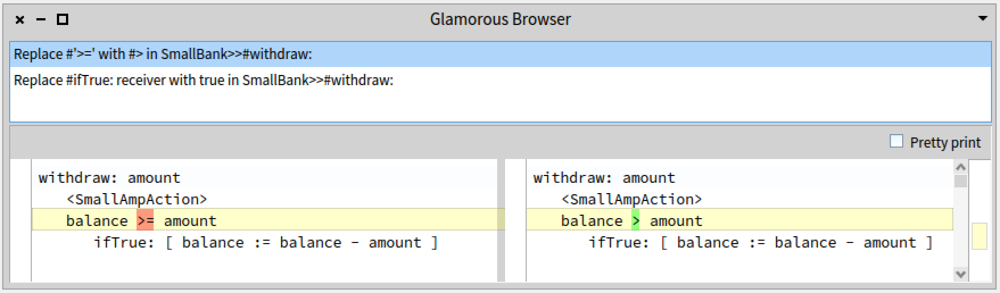 Glamorous Browser
Replace #'>=' with #> in SmallBank>>#withdraw:
Replace #ifTrue: receiver with true in SmallBank>>#withdraw:
Pretty print
withdraw: amount
<SmallAmpAction>
balance >= amount
ifTrue: [ balance := balance - amount ]
withdraw: amount
<SmallAmpAction>
balance > amount
ifTrue: [ balance := balance - amount ]